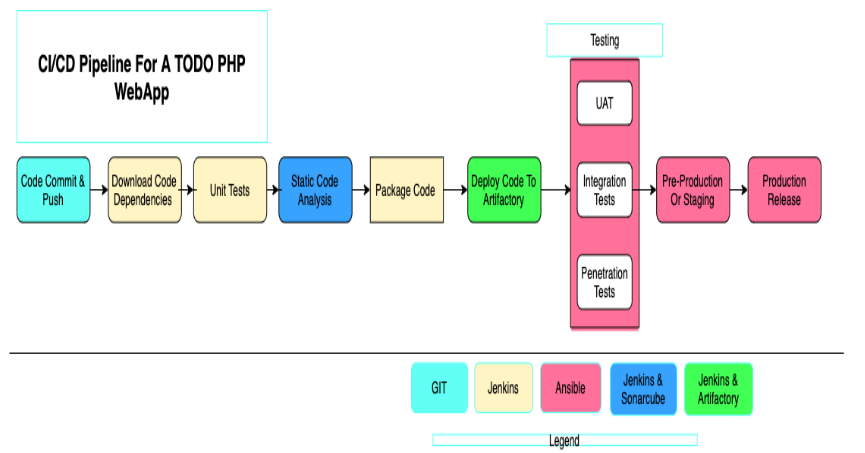 CI/CD Pipeline For A TODO PHP
WebApp
Testing
UAT
Code Commit &
Push
Download Code
Dependencies
Unit Tests
Static Code
Analysis
Package Code
Deploy Code To
Artifactory
Integration
Tests
Pre-Production
Or Staging
Production
Release
Penetration
Tests
GIT
Jenkins
Ansible
Jenkins &
Sonarcube
Jenkins &
Artifactory
Legend